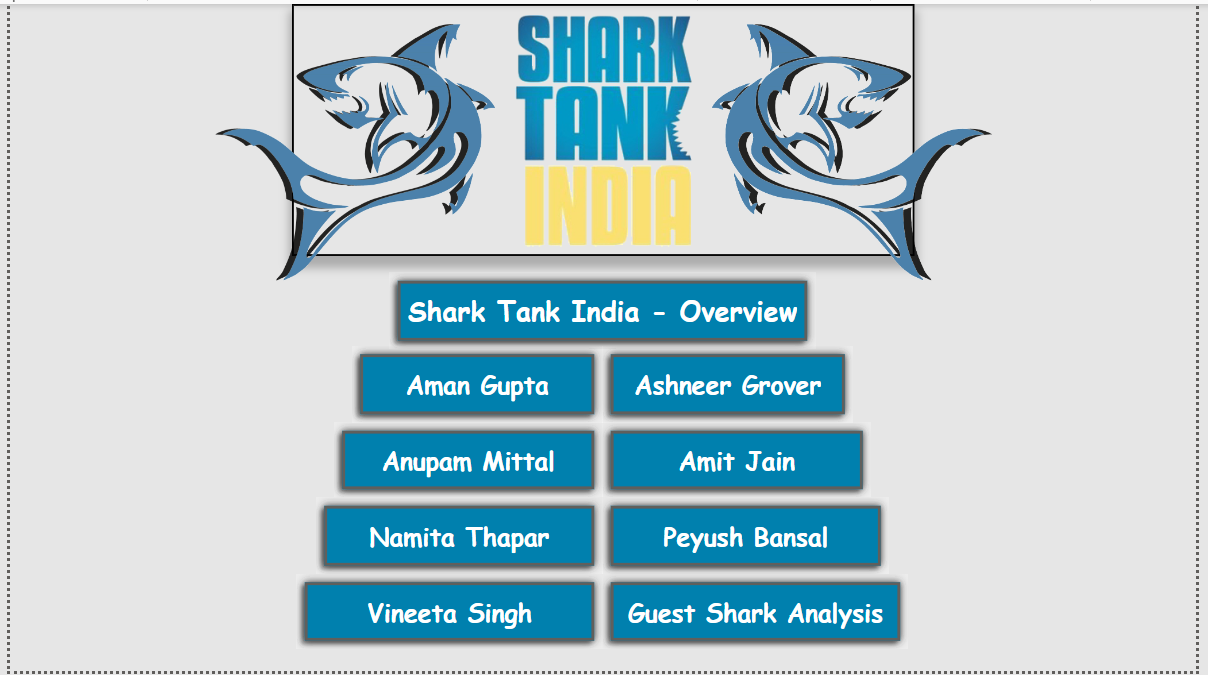 SHARK
TANK
INDIA
Shark Tank India - Overview
Aman Gupta
Ashneer Grover
Anupam Mittal
Amit Jain
Namita Thapar
Peyush Bansal
Vineeta Singh
Guest Shark Analysis